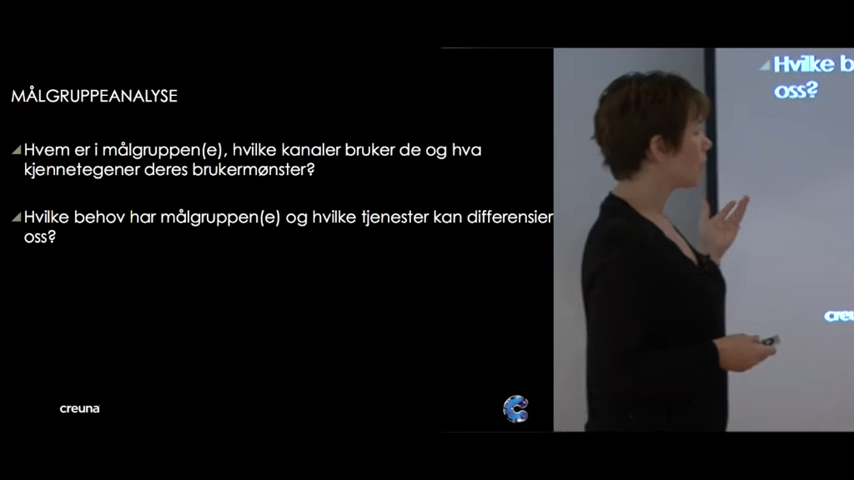 MÅLGRUPPEANALYSE
Hvem er i målgruppen(e), hvilke kanaler bruker de og hva
kjennetegener deres brukermønster?
Hvilke behov har målgruppen(e) og hvilke tjenester kan differensier
oss?
creuna
Hvilke b
oss?
creu